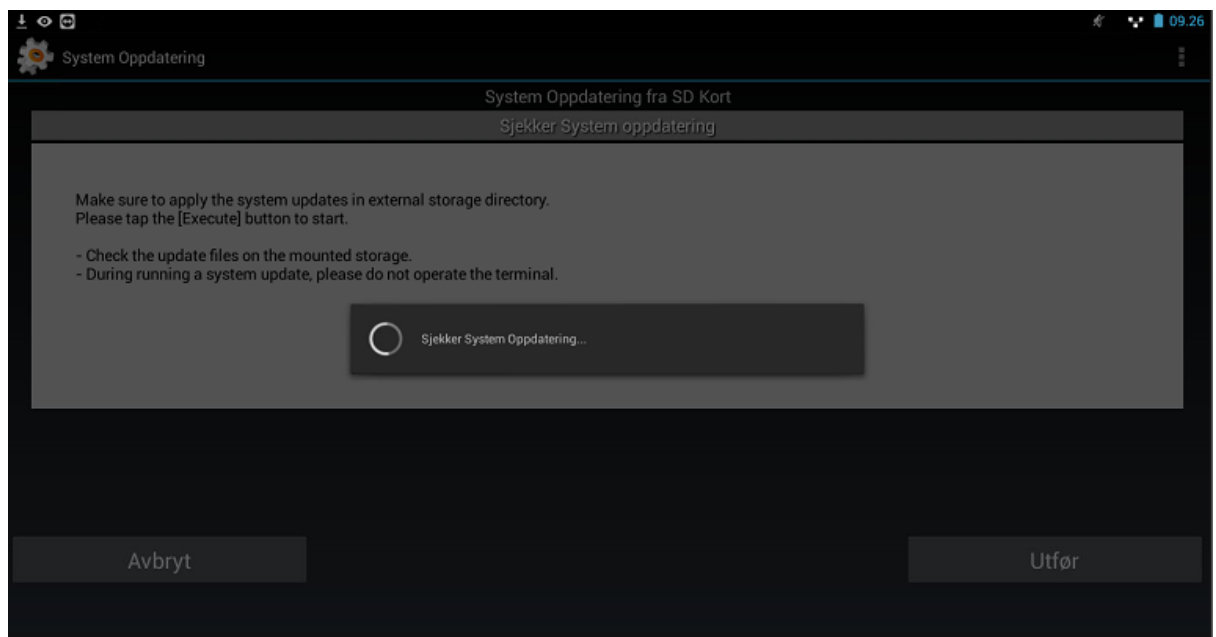 09.26
System Oppdatering
System Oppdatering fra SD Kort
Sjekker System oppdatering
Make sure to apply the system updates in external storage directory.
Please tap the [Execute] button to start.
- Check the update files on the mounted storage.
- During running a system update, please do not operate the terminal.
Sjekker System Oppdatering...
Avbryt
Utfør